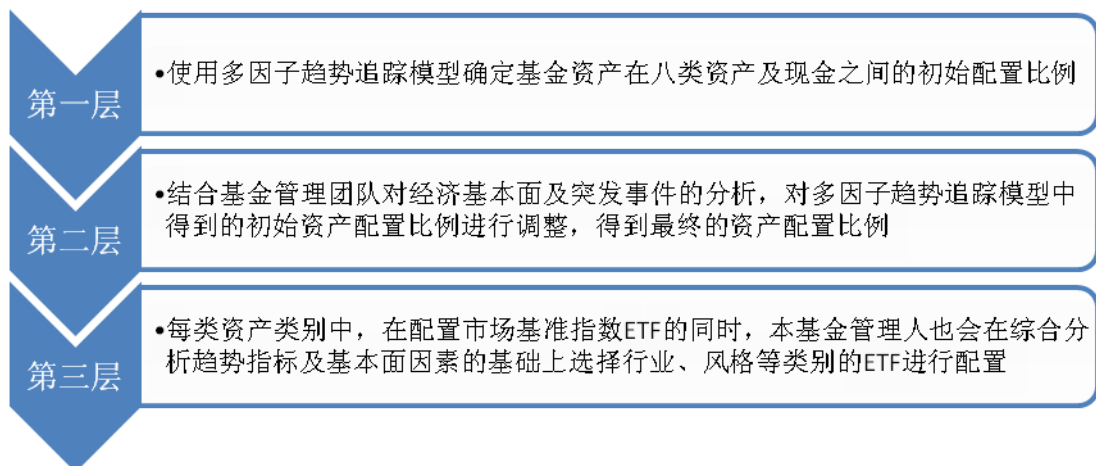 第一层
•使用多因子趋势追踪模型确定基金资产在八类资产及现金之间的初始配置比例
第二层
•结合基金管理团队对经济基本面及突发事件的分析，对多因子趋势追踪模型中
得到的初始资产配置比例进行调整，得到最终的资产配置比例
第三层
•每类资产类别中，在配置市场基准指数ETF的同时，本基金管理人也会在综合分
析趋势指标及基本面因素的基础上选择行业、风格等类别的ETF进行配置